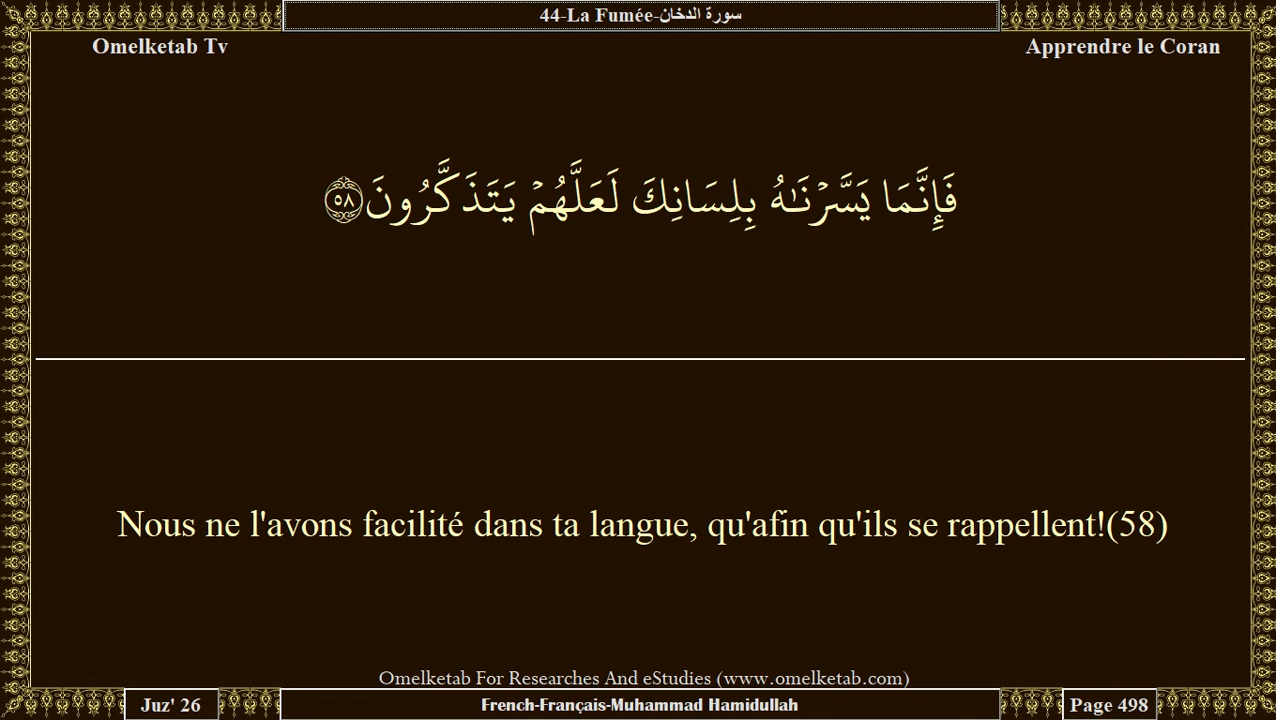 44-La Fumée-سورة الدخان
Omelketab Tv
Apprendre le Coran
فَإِنَّمَا يَسَّرۡنَٰهُ بِلِسَانِكَ لَعَلَّهُمۡ يَتَذَكَّرُونَ ٥٨
Nous ne l'avons facilité dans ta langue, qu'afin qu'ils se rappellent!(58)
Omelketab For Researches And eStudies (www.omelketab.com)
Juz' 26
French-Français-Muhammad Hamidullah
Page 498